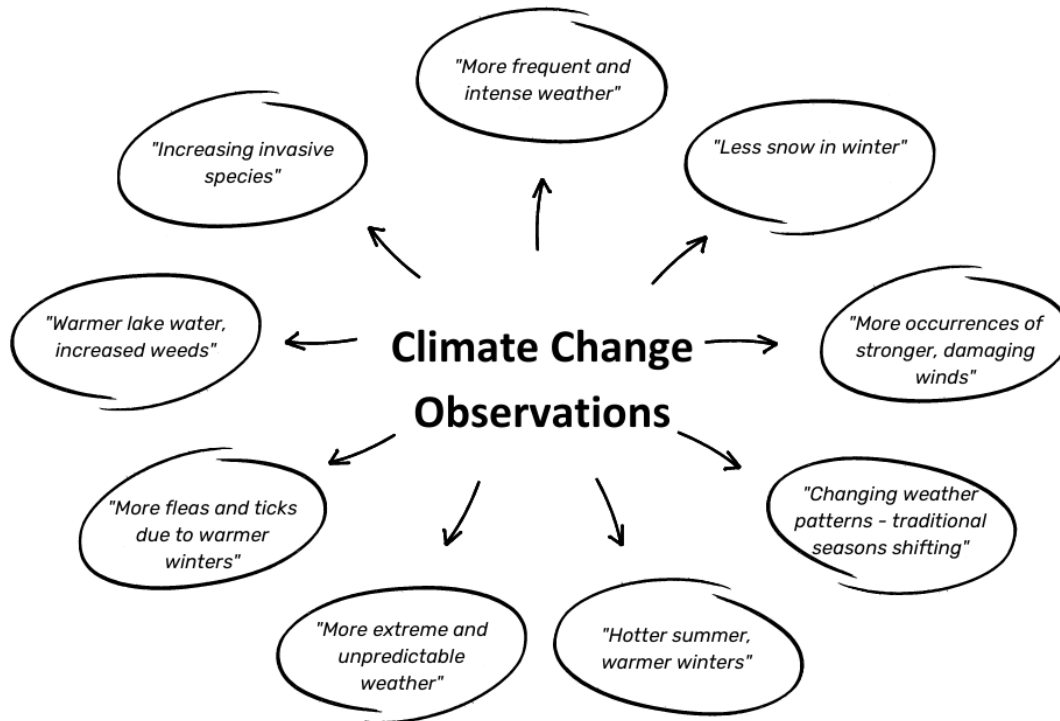 "More frequent and
intense weather"
"Increasing invasive
species"
"Less snow in winter"
"Warmer lake water,
increased weeds"
Climate Change
Observations
"More occurrences of
stronger, damaging
winds"
"More fleas and ticks
due to warmer
winters"
"Changing weather
patterns - traditional
seasons shifting"
"More extreme and
unpredictable
weather"
"Hotter summer,
warmer winters"